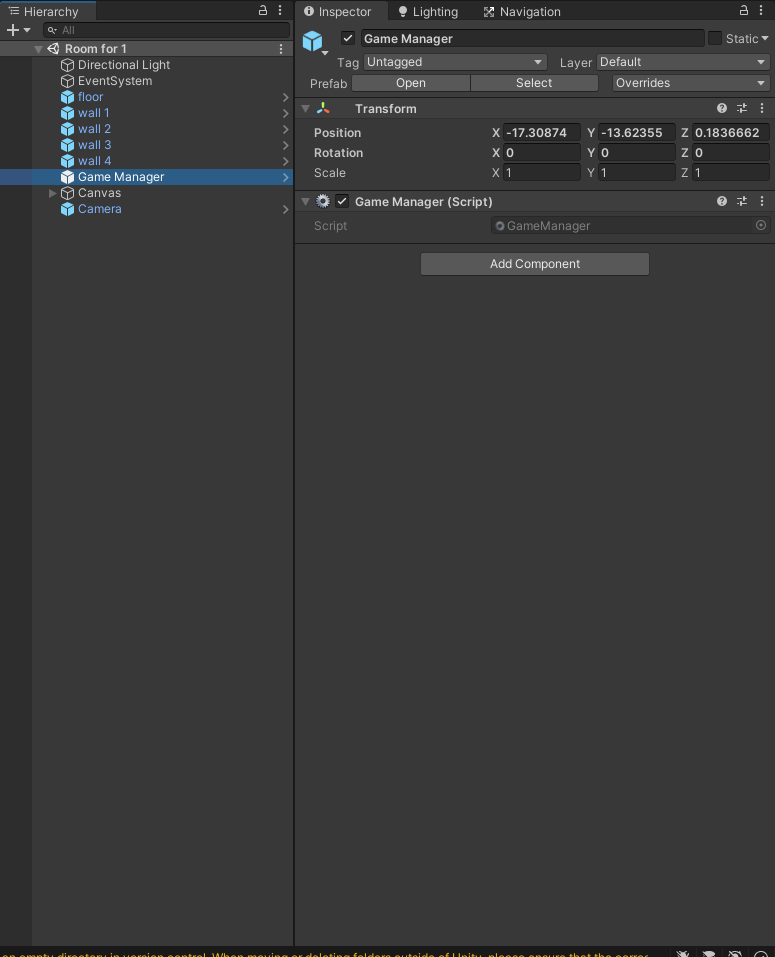 Hierarchy
All
Room for 1
Directional Light
EventSystem
floor
wall 1
wall 2
wall 3
wall 4
Game Manager
Canvas
Camera
Inspector Lighting Navigation
Game Manager Static
Tag Untagged Layer Default
Prefab Open Select Overrides
Transform
Position X -17.30874 Y -13.62355 Z 0.1836662
Rotation X 0 Y 0 Z 0
Scale X 1 Y 1 Z 1
Game Manager (Script)
Script GameManager
Add Component
an empty directory in version control. When moving or deleting folders outside of Unity, please ensure that the